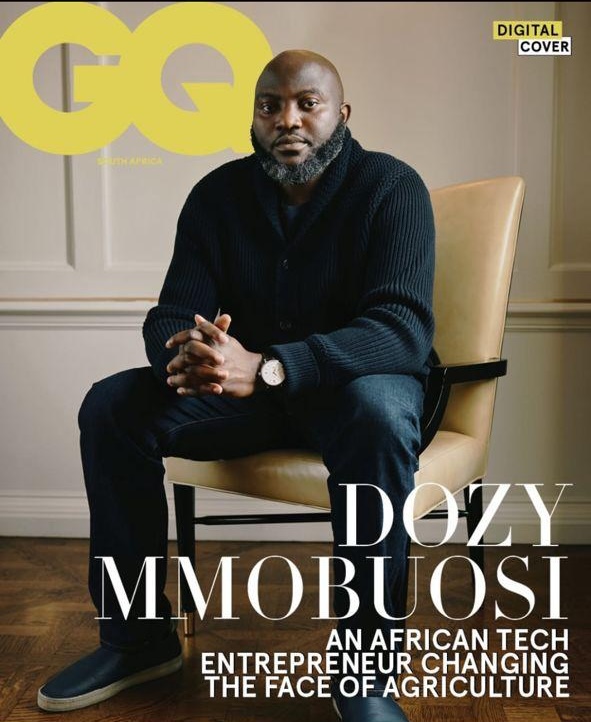 GQ
SOUTH AFRICA
DIGITAL
COVER
DOZY
MMOBUOSI
AN AFRICAN TECH
ENTREPRENEUR CHANGING
THE FACE OF AGRICULTURE